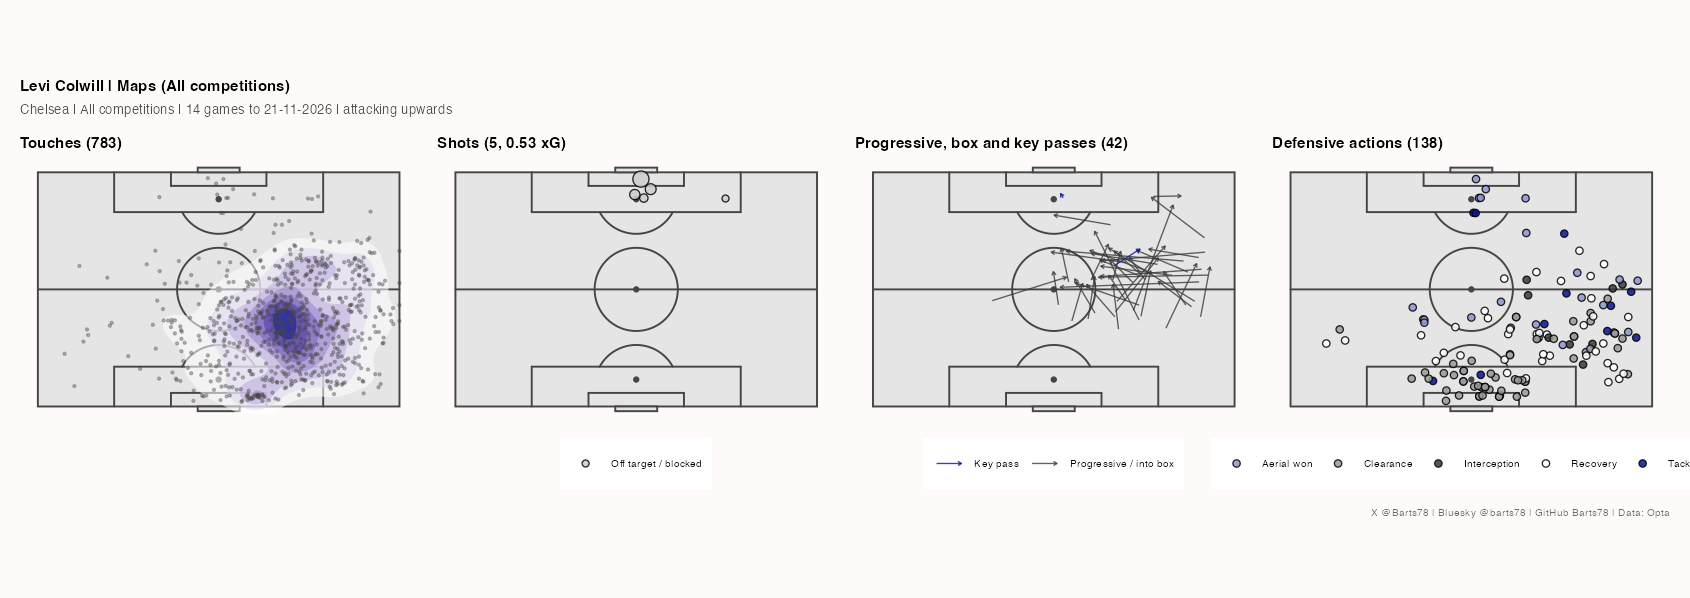 Levi Colwill | Maps (All competitions)
Chelsea | All competitions | 14 games to 21-11-2026 | attacking upwards
Touches (783)
Shots (5, 0.53 xG)
Progressive, box and key passes (42)
Defensive actions (138)
Off target / blocked
Key pass
Progressive / into box
Aerial won
Clearance
Interception
Recovery
Tack
X @Barts78 | Bluesky @barts78 | GitHub Barts78 | Data: Opta